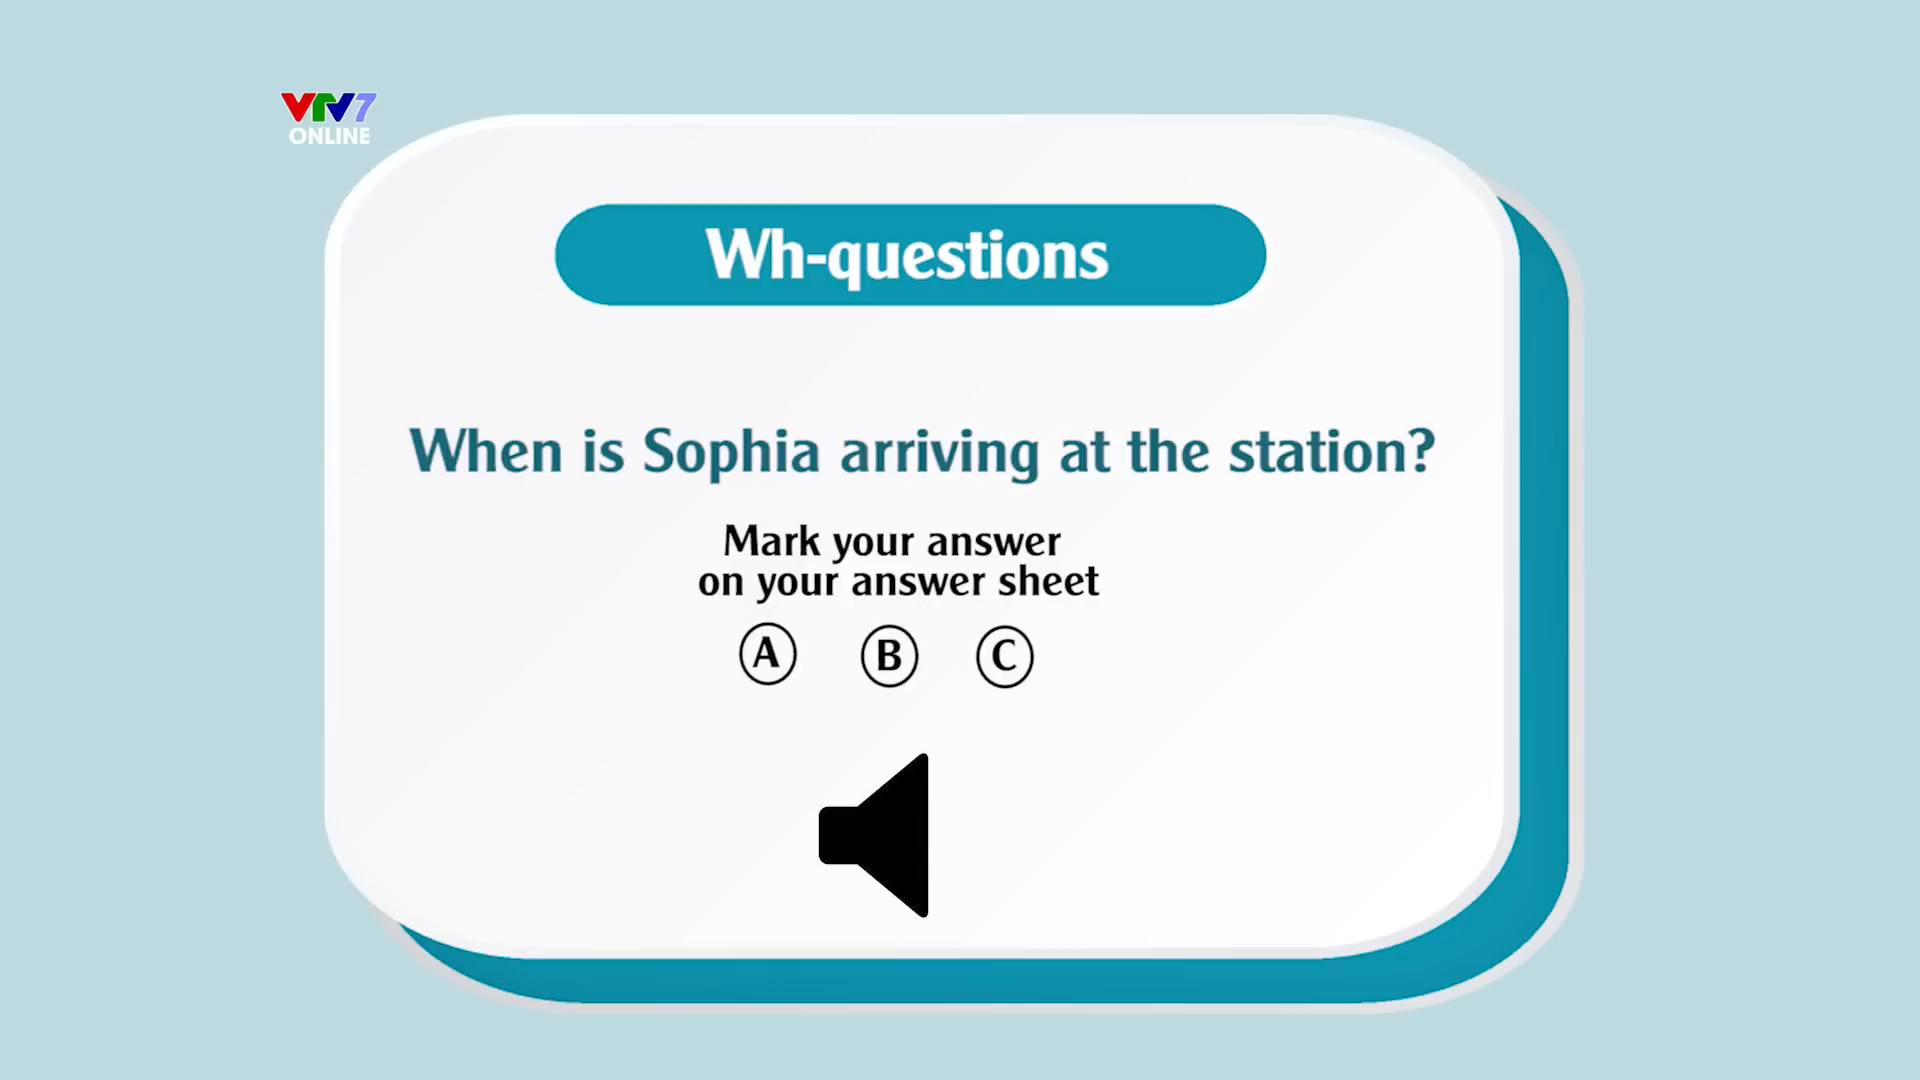 VTV7
ONLINE
Wh-questions
When is Sophia arriving at the station?
Mark your answer
on your answer sheet
A B C